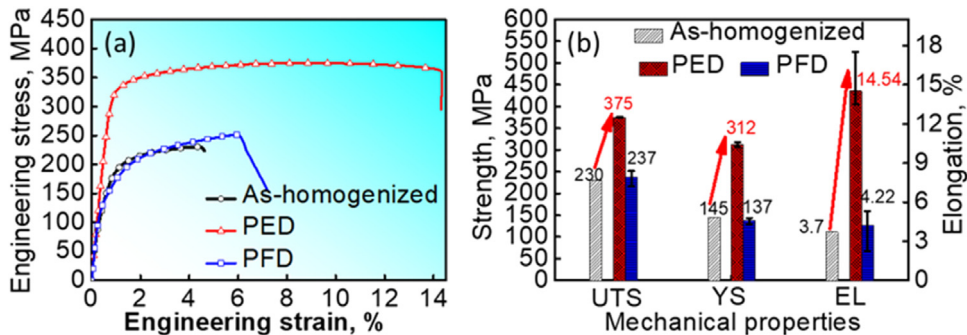 (a)
Engineering stress, MPa
450
400
350
300
250
200
150
100
50
0
0 2 4 6 8 10 12 14
Engineering strain, %
As-homogenized
PED
PFD
(b)
Strength, MPa
600
550
500
450
400
350
300
250
200
150
100
50
0
As-homogenized
PED PFD
230
375
237
145
312
137
3.7
14.54
4.22
18
15
12
9
6
3
0
Elongation, %
UTS YS EL
Mechanical properties